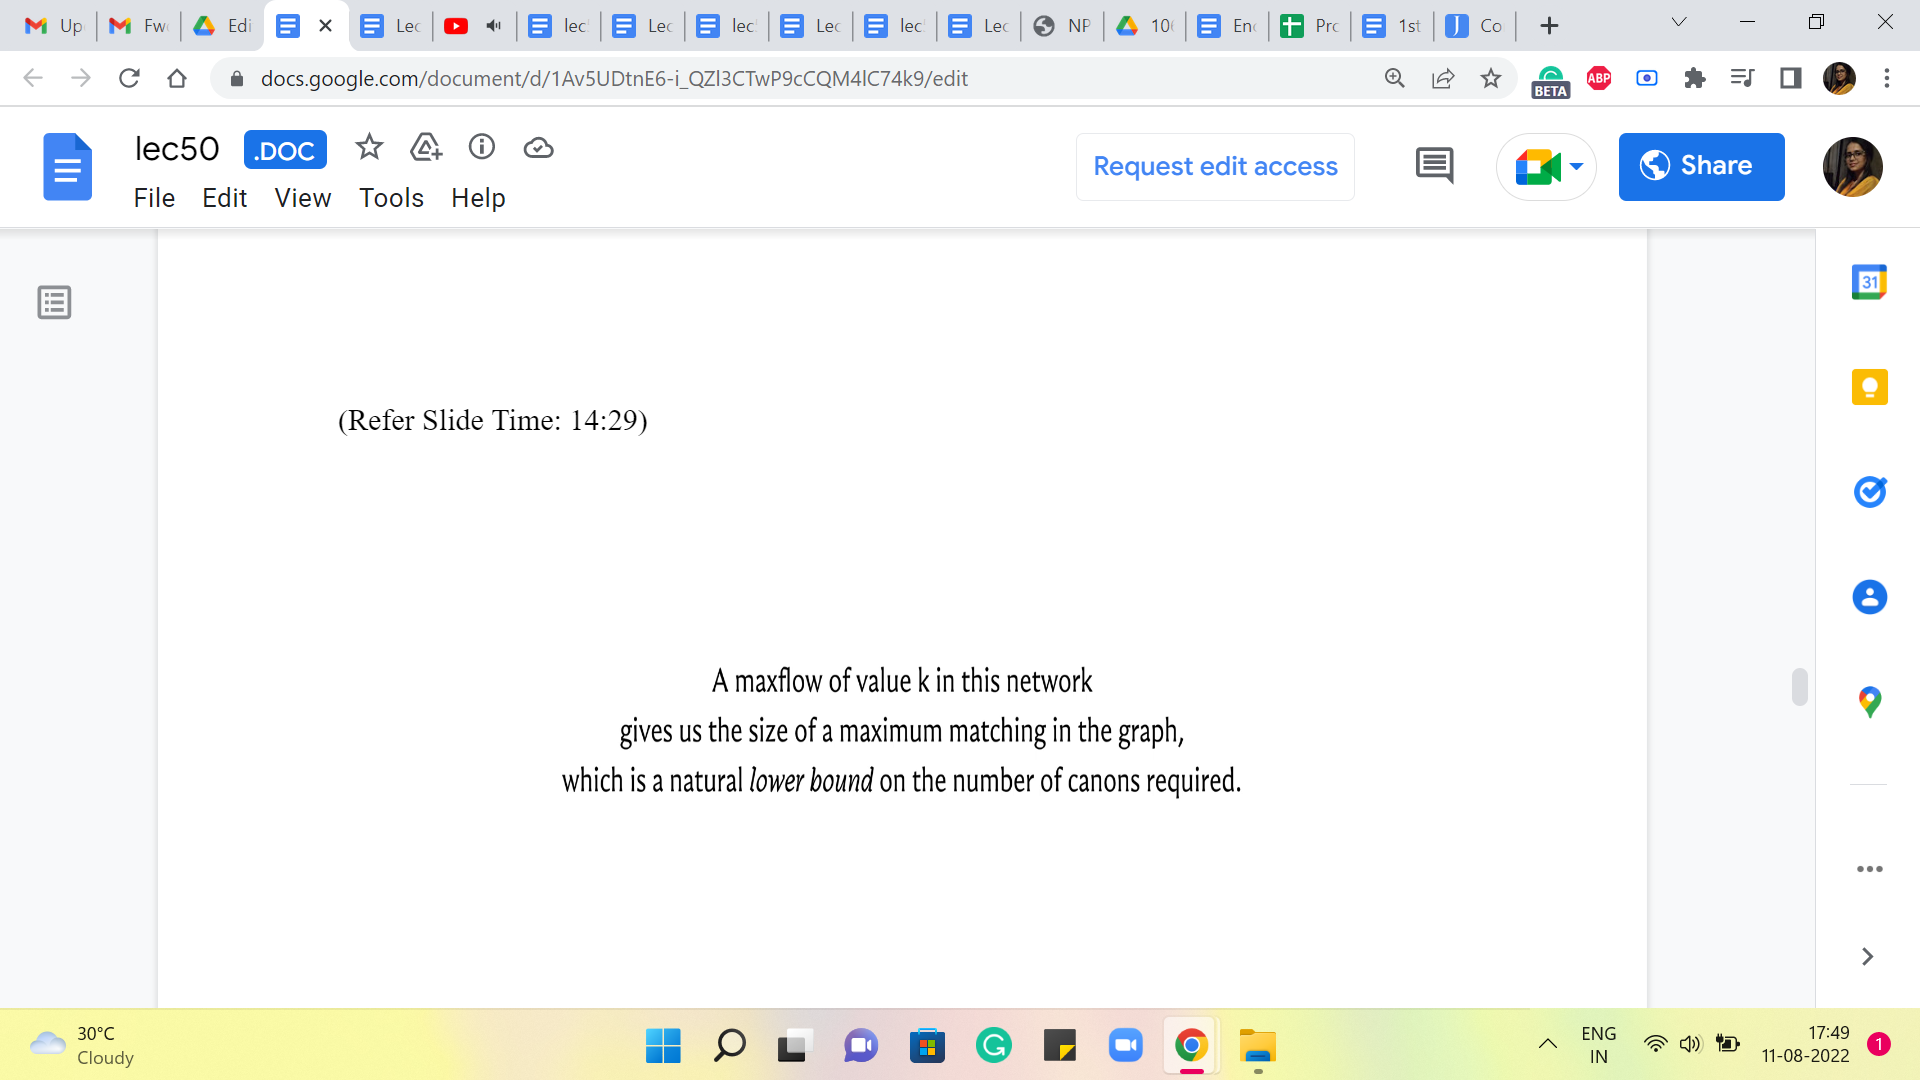 Up Fw Edi Lec lec Lec lec Lec lec Lec NP 10 En Pro 1st Co
docs.google.com/document/d/1Av5UDtnE6-i_QZl3CTwP9cCQM4lC74k9/edit
BETA ABP
lec50 .DOC
File Edit View Tools Help
Request edit access
Share
31
(Refer Slide Time: 14:29)
A maxflow of value k in this network
gives us the size of a maximum matching in the graph,
which is a natural lower bound on the number of canons required.
30°C
Cloudy
ENG
IN
17:49
11-08-2022
1